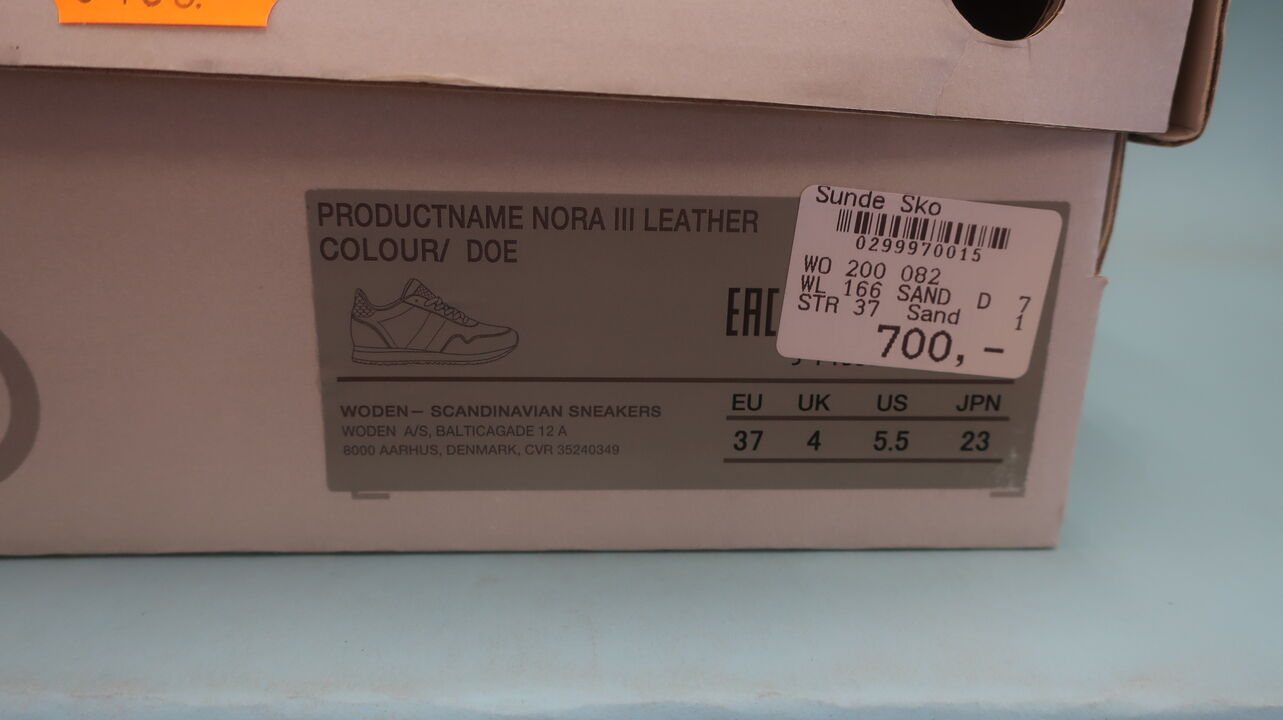 PRODUCTNAME NORA III LEATHER
COLOUR/ DOE
EAC
Sunde Sko
0299970015
WO 200 082
WL 166 SAND D 7
STR 37 Sand 1
700,-
WODEN– SCANDINAVIAN SNEAKERS
WODEN A/S, BALTICAGADE 12 A
8000 AARHUS, DENMARK, CVR 35240349
EU UK US JPN
37 4 5.5 23